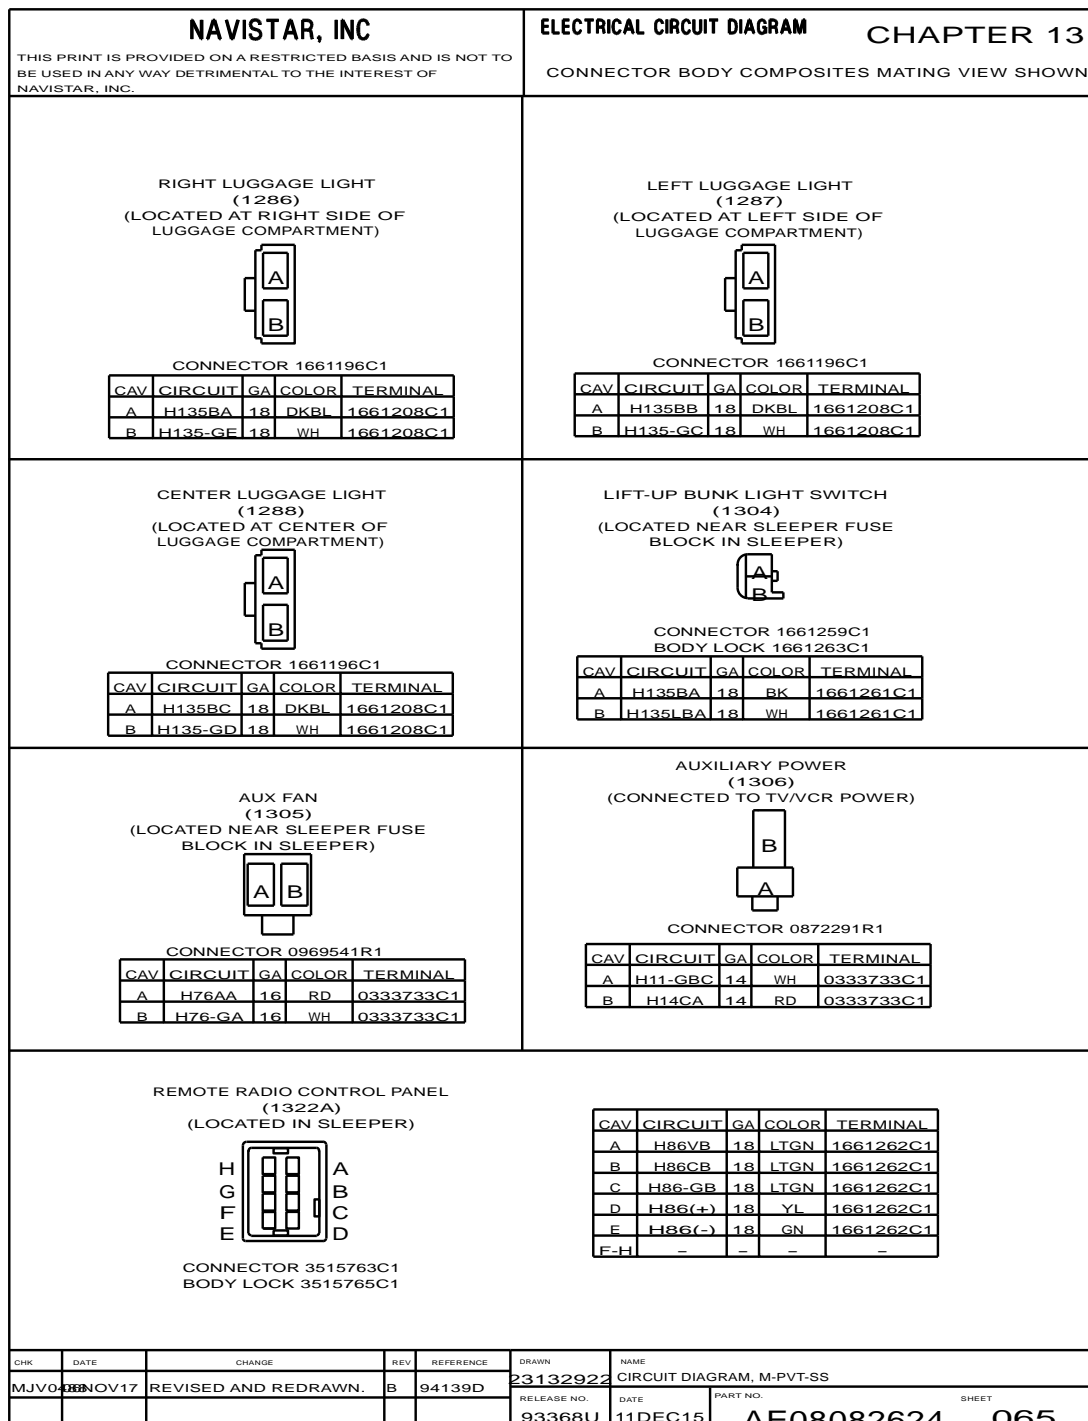 NAVISTAR, INC
THIS PRINT IS PROVIDED ON A RESTRICTED BASIS AND IS NOT TO
BE USED IN ANY WAY DETRIMENTAL TO THE INTEREST OF
NAVISTAR, INC.
ELECTRICAL CIRCUIT DIAGRAM
CHAPTER 13
CONNECTOR BODY COMPOSITES MATING VIEW SHOWN
RIGHT LUGGAGE LIGHT
(1286)
(LOCATED AT RIGHT SIDE OF
LUGGAGE COMPARTMENT)
A
B
CONNECTOR 1661196C1
CAV CIRCUIT GA COLOR TERMINAL
A H135BA 18 DKBL 1661208C1
B H135-GE 18 WH 1661208C1
LEFT LUGGAGE LIGHT
(1287)
(LOCATED AT LEFT SIDE OF
LUGGAGE COMPARTMENT)
A
B
CONNECTOR 1661196C1
CAV CIRCUIT GA COLOR TERMINAL
A H135BB 18 DKBL 1661208C1
B H135-GC 18 WH 1661208C1
CENTER LUGGAGE LIGHT
(1288)
(LOCATED AT CENTER OF
LUGGAGE COMPARTMENT)
A
B
CONNECTOR 1661196C1
CAV CIRCUIT GA COLOR TERMINAL
A H135BC 18 DKBL 1661208C1
B H135-GD 18 WH 1661208C1
LIFT-UP BUNK LIGHT SWITCH
(1304)
(LOCATED NEAR SLEEPER FUSE
BLOCK IN SLEEPER)
A
B
CONNECTOR 1661259C1
BODY LOCK 1661263C1
CAV CIRCUIT GA COLOR TERMINAL
A H135BA 18 BK 1661261C1
B H135LBA 18 WH 1661261C1
AUX FAN
(1305)
(LOCATED NEAR SLEEPER FUSE
BLOCK IN SLEEPER)
A B
CONNECTOR 0969541R1
CAV CIRCUIT GA COLOR TERMINAL
A H76AA 16 RD 0333733C1
B H76-GA 16 WH 0333733C1
AUXILIARY POWER
(1306)
(CONNECTED TO TV/VCR POWER)
B
A
CONNECTOR 0872291R1
CAV CIRCUIT GA COLOR TERMINAL
A H11-GBC 14 WH 0333733C1
B H14CA 14 RD 0333733C1
REMOTE RADIO CONTROL PANEL
(1322A)
(LOCATED IN SLEEPER)
H A
G B
F C
E D
CONNECTOR 3515763C1
BODY LOCK 3515765C1
CAV CIRCUIT GA COLOR TERMINAL
A H86VB 18 LTGN 1661262C1
B H86CB 18 LTGN 1661262C1
C H86-GB 18 LTGN 1661262C1
D H86(+) 18 YL 1661262C1
E H86(-) 18 GN 1661262C1
F-H – – – –
CHK DATE CHANGE REV REFERENCE
REVISED AND REDRAWN. B 94139D
DRAWN
23132922
NAME
CIRCUIT DIAGRAM, M-PVT-SS
RELEASE NO.
93368U
DATE
11DEC15
PART NO.
AE08082624
SHEET
065